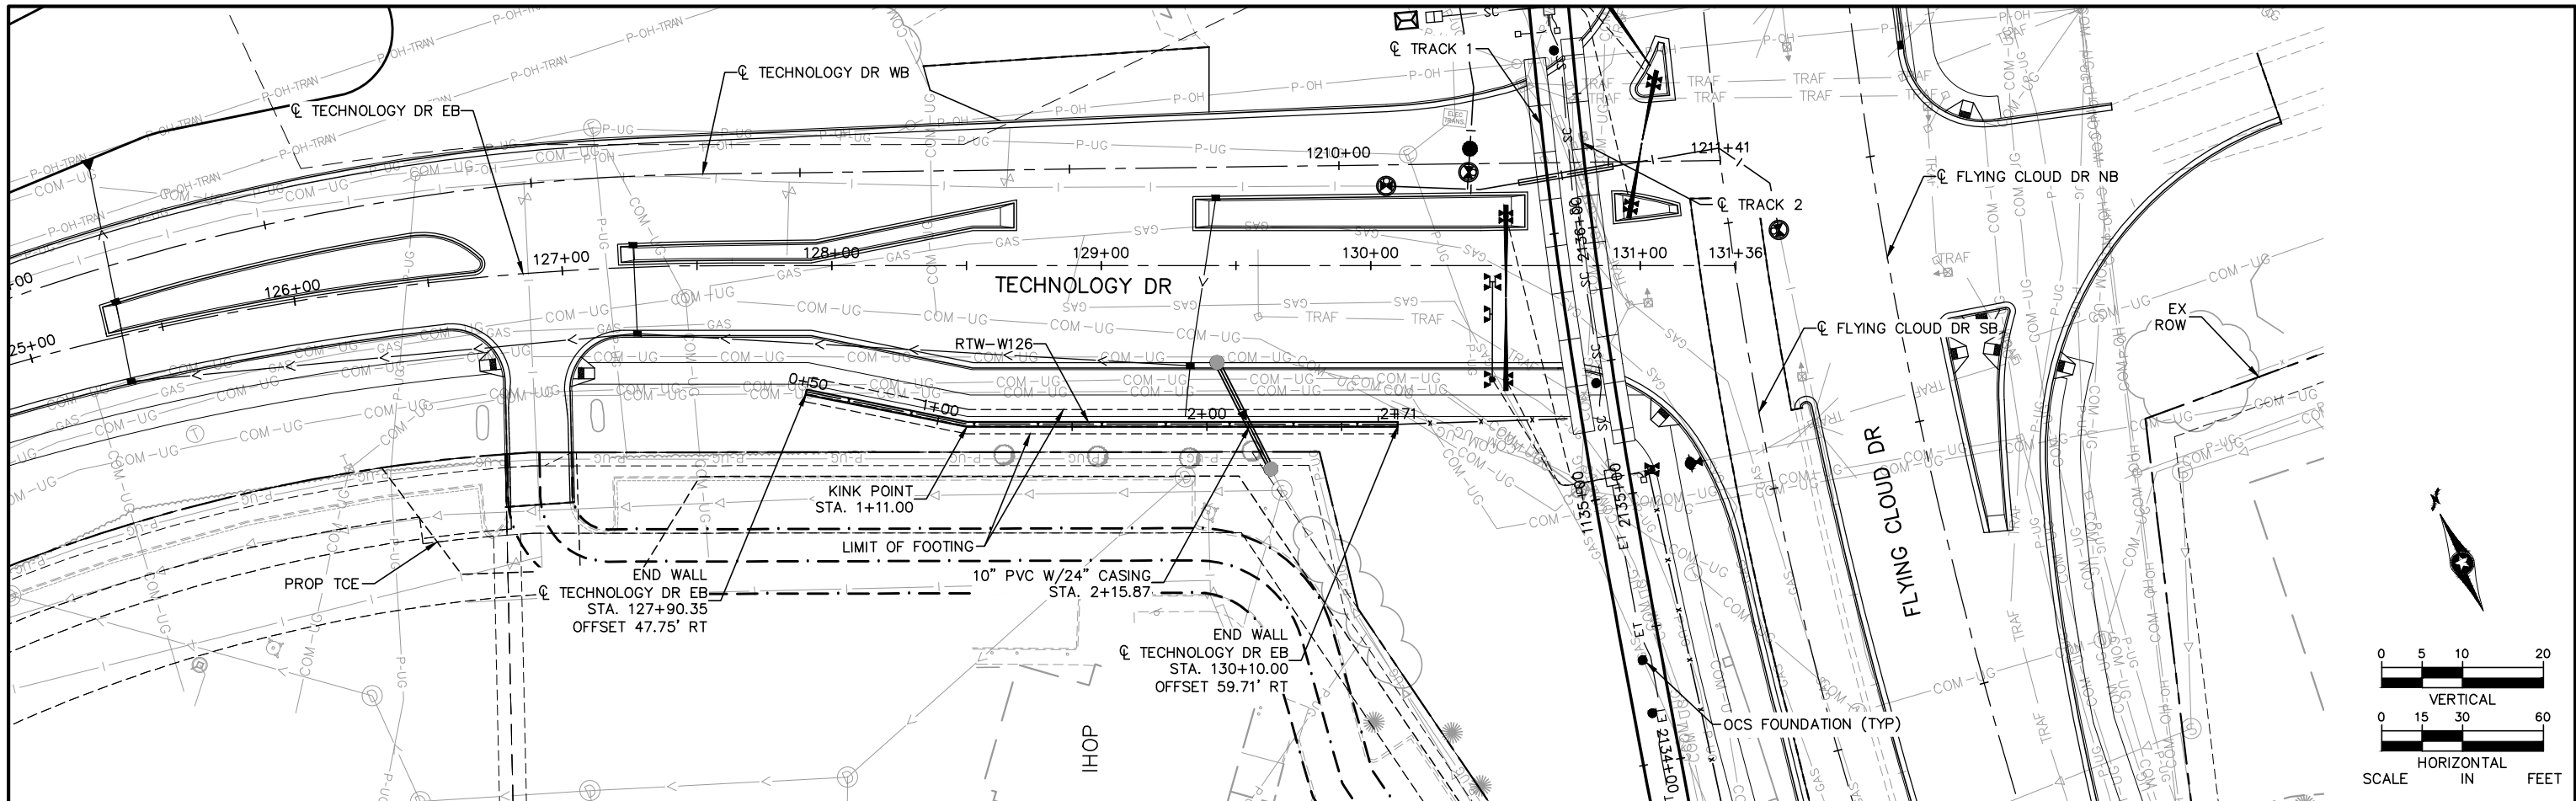 ℄ TECHNOLOGY DR WB
℄ TECHNOLOGY DR EB
℄ TRACK 1
℄ TRACK 2
℄ FLYING CLOUD DR NB
℄ FLYING CLOUD DR SB
ELEC
TRANS.
1210+00
1211+41
126+00
127+00
128+00
129+00
130+00
131+00
131+36
25+00
TECHNOLOGY DR
RTW-W126
0+50
1+00
2+00
2+71
KINK POINT
STA. 1+11.00
LIMIT OF FOOTING
PROP TCE
END WALL
℄ TECHNOLOGY DR EB
STA. 127+90.35
OFFSET 47.75' RT
10" PVC W/24" CASING
STA. 2+15.87
END WALL
℄ TECHNOLOGY DR EB
STA. 130+10.00
OFFSET 59.71' RT
IHOP
2136+00
1135+00
2135+00
2134+00
OCS FOUNDATION (TYP)
FLYING CLOUD DR
EX
ROW
P-OH-TRAN
P-OH
P-UG
COM-UG
GAS
TRAF
SC
ET
0 5 10 20
VERTICAL
0 15 30 60
HORIZONTAL
SCALE IN FEET